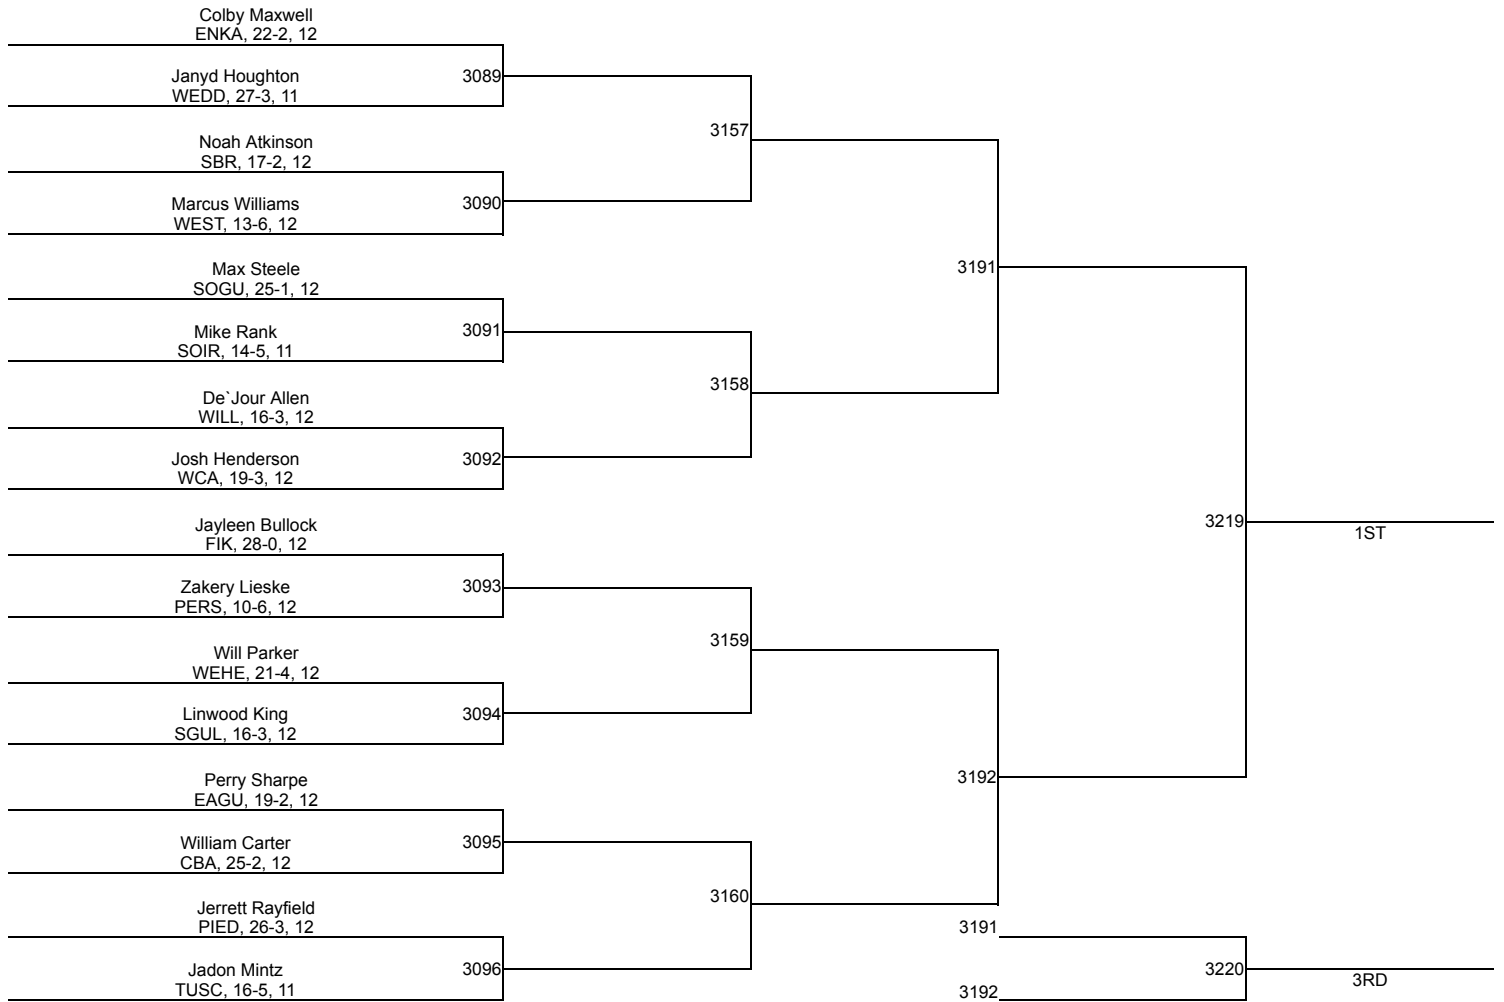 Colby Maxwell
ENKA, 22-2, 12
Janyd Houghton
WEDD, 27-3, 11
3089
3157
Noah Atkinson
SBR, 17-2, 12
Marcus Williams
WEST, 13-6, 12
3090
3191
Max Steele
SOGU, 25-1, 12
Mike Rank
SOIR, 14-5, 11
3091
3158
De`Jour Allen
WILL, 16-3, 12
Josh Henderson
WCA, 19-3, 12
3092
3219
1ST
Jayleen Bullock
FIK, 28-0, 12
Zakery Lieske
PERS, 10-6, 12
3093
3159
Will Parker
WEHE, 21-4, 12
Linwood King
SGUL, 16-3, 12
3094
3192
Perry Sharpe
EAGU, 19-2, 12
William Carter
CBA, 25-2, 12
3095
3160
Jerrett Rayfield
PIED, 26-3, 12
3191
Jadon Mintz
TUSC, 16-5, 11
3096
3220
3RD
3192